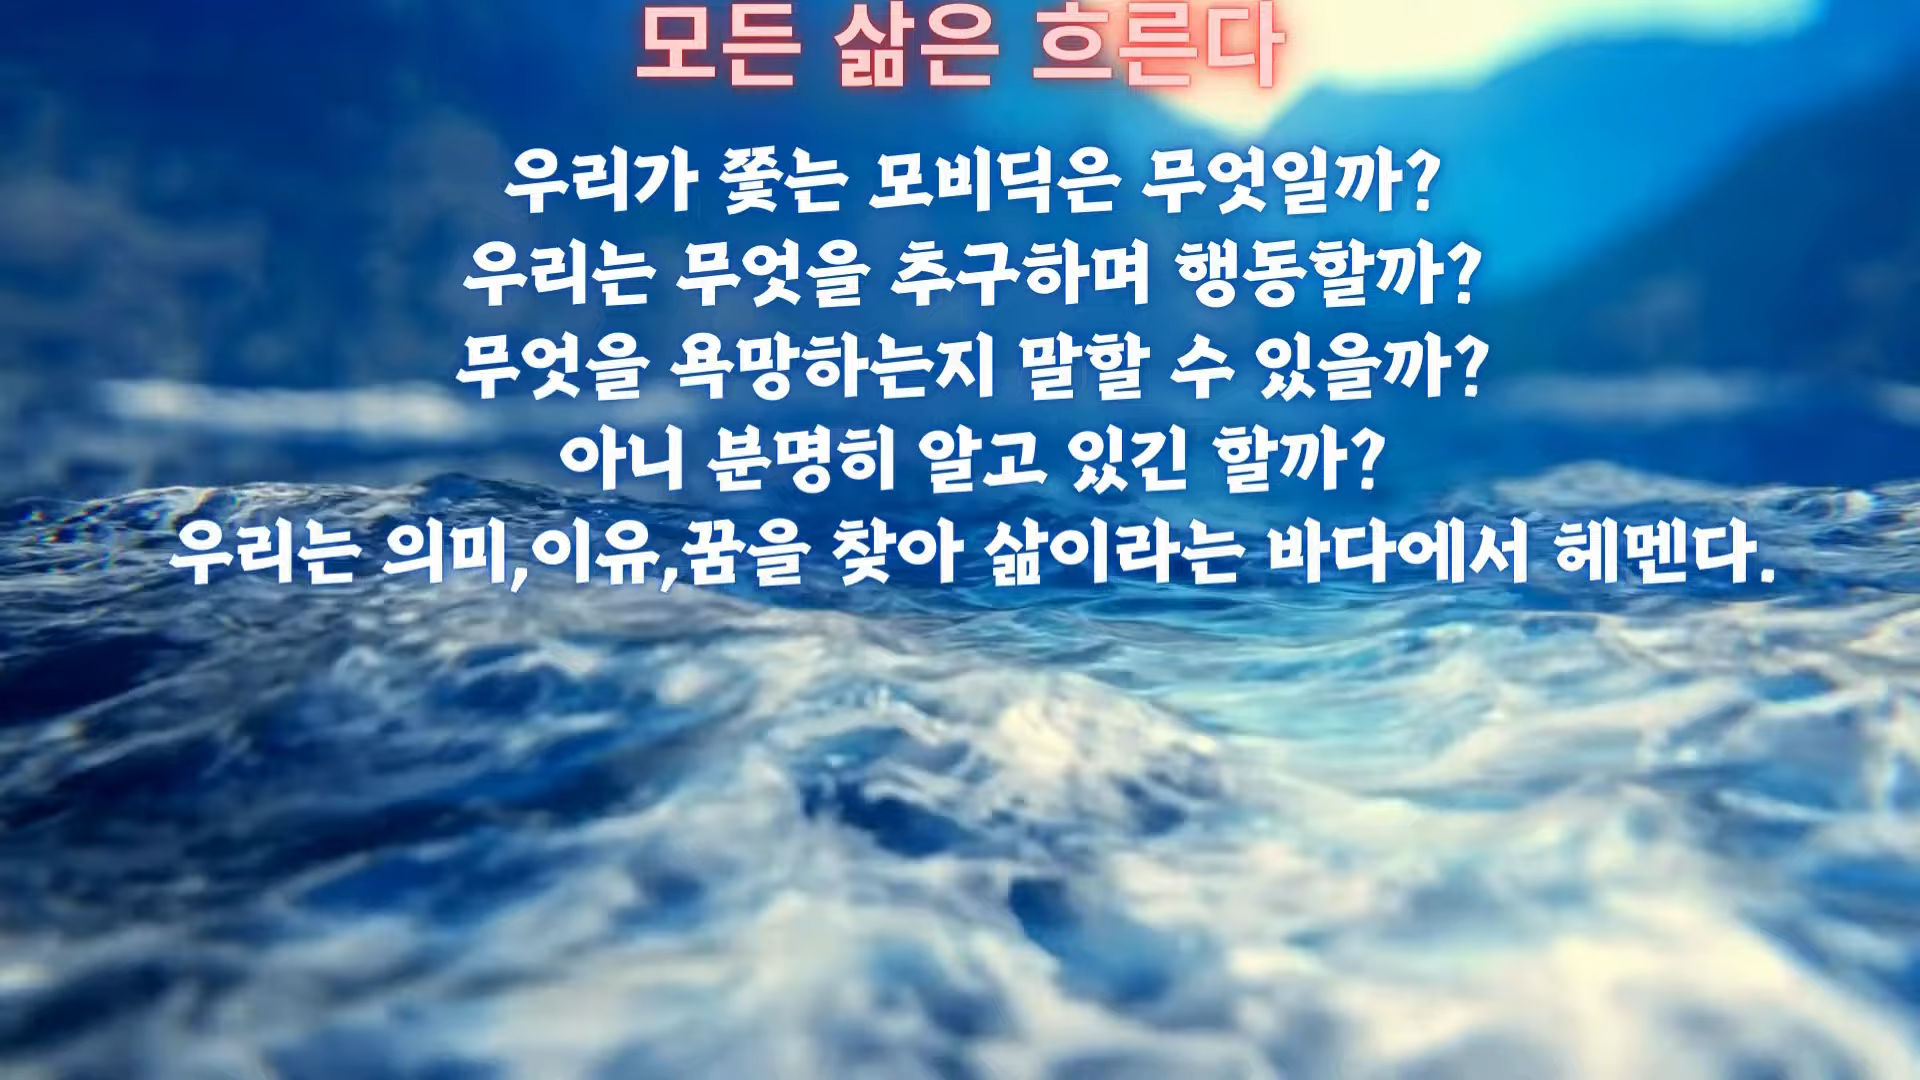 모든 삶은 흐른다
우리가 쫓는 모비딕은 무엇일까?
우리는 무엇을 추구하며 행동할까?
무엇을 욕망하는지 말할 수 있을까?
아니 분명히 알고 있긴 할까?
우리는 의미,이유,꿈을 찾아 삶이라는 바다에서 헤멘다.